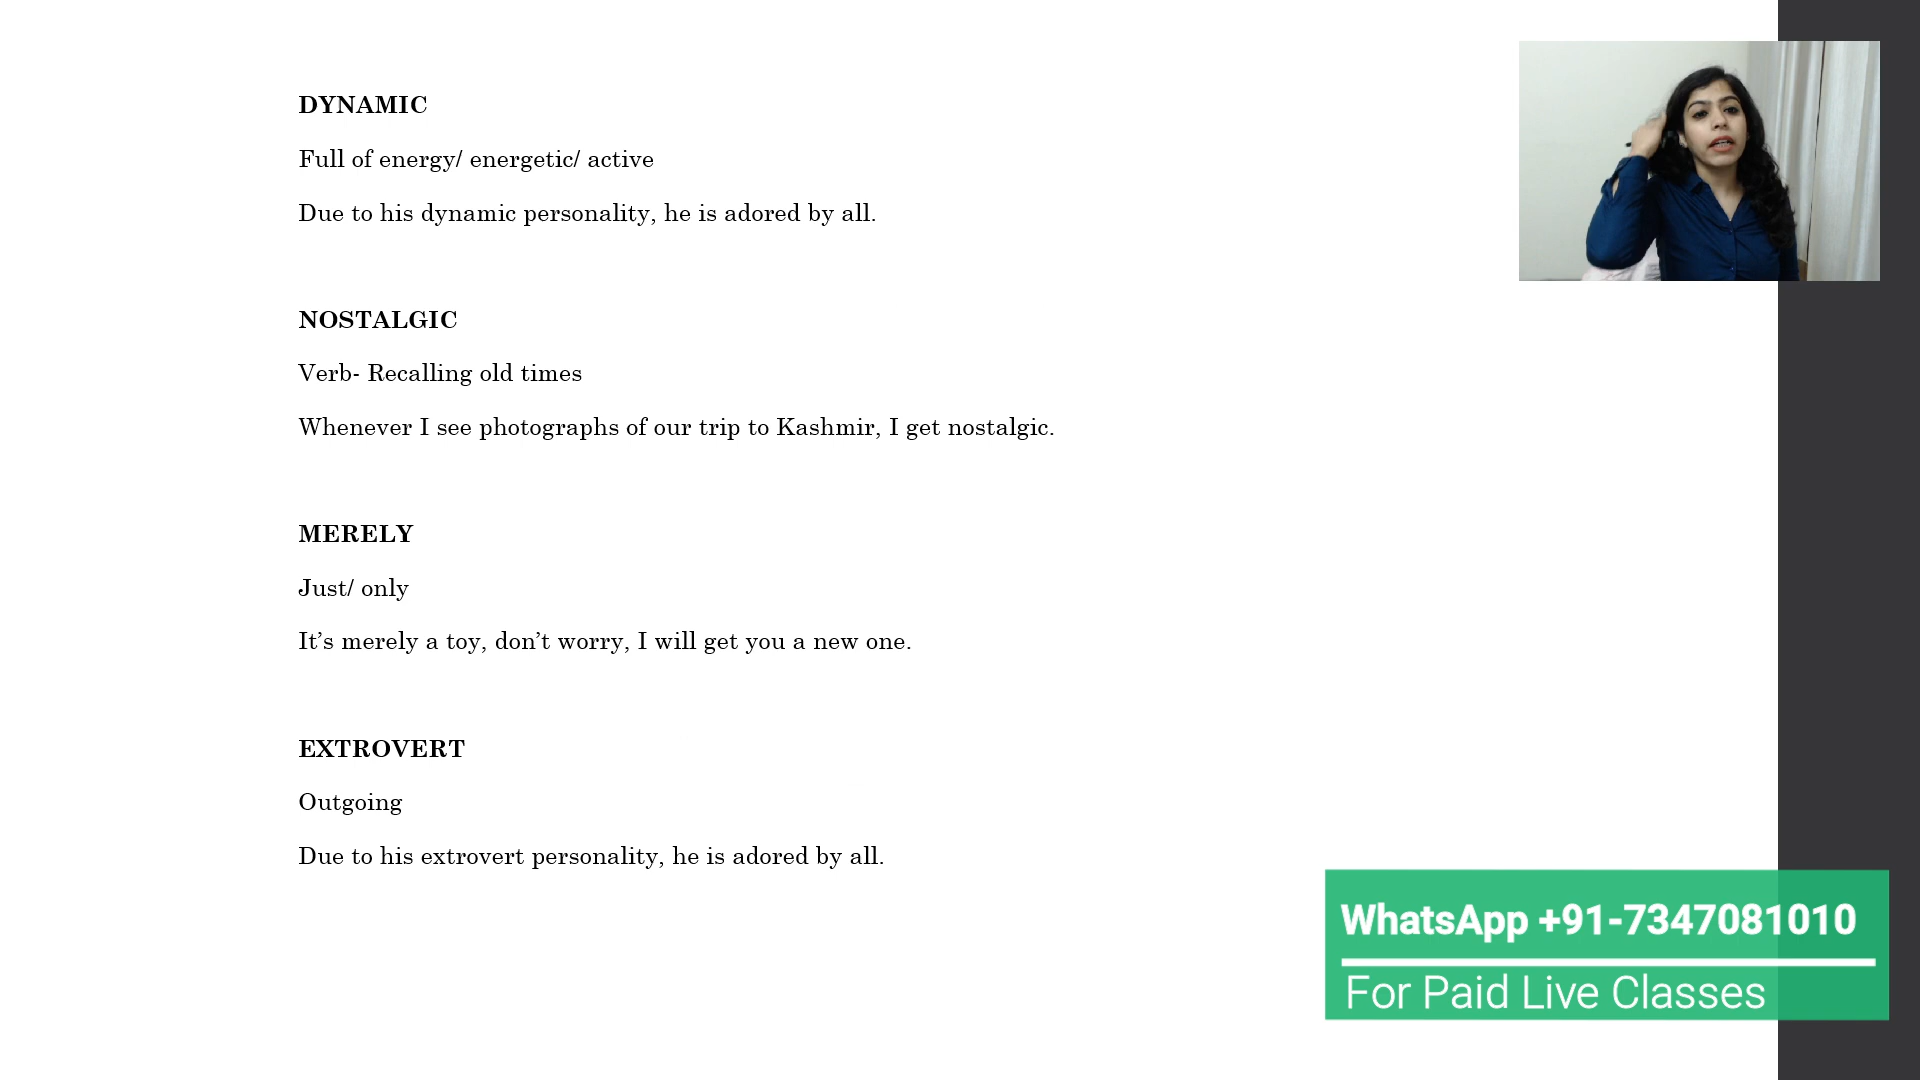 DYNAMIC
Full of energy/ energetic/ active
Due to his dynamic personality, he is adored by all.
NOSTALGIC
Verb- Recalling old times
Whenever I see photographs of our trip to Kashmir, I get nostalgic.
MERELY
Just/ only
It’s merely a toy, don’t worry, I will get you a new one.
EXTROVERT
Outgoing
Due to his extrovert personality, he is adored by all.
WhatsApp +91-7347081010
For Paid Live Classes